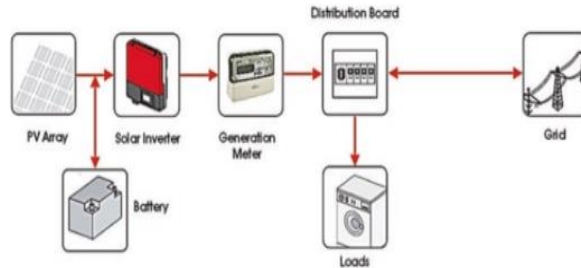 Distribution Board
PV Array
Solar Inverter
Generation
Meter
Grid
Battery
Loads